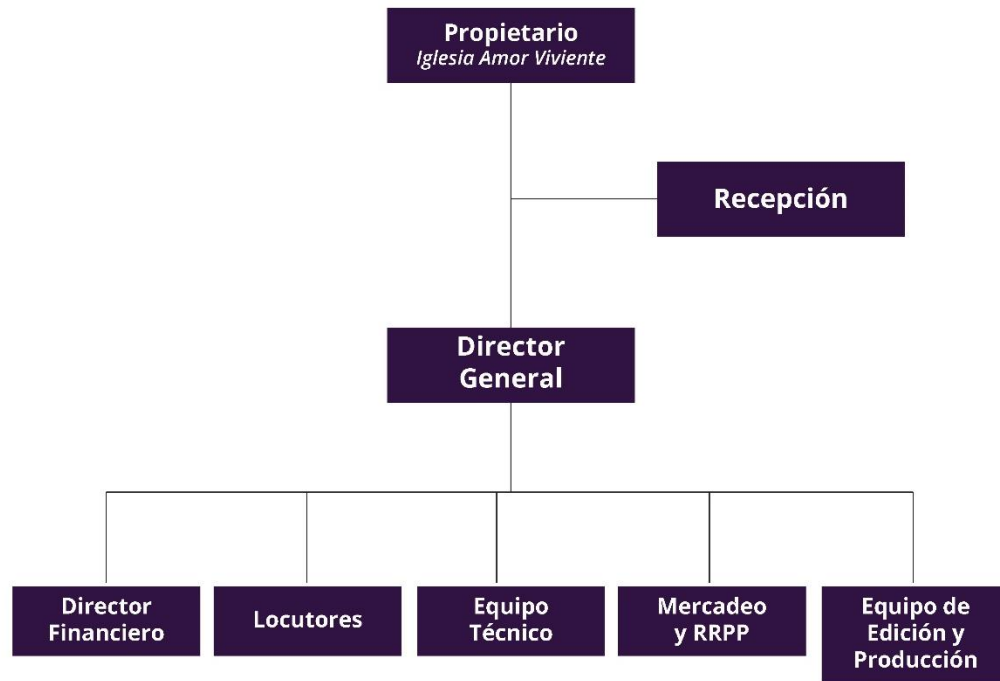 Propietario
Iglesia Amor Viviente
Recepción
Director
General
Director
Financiero
Locutores
Equipo
Técnico
Mercadeo
y RRPP
Equipo de
Edición y
Producción